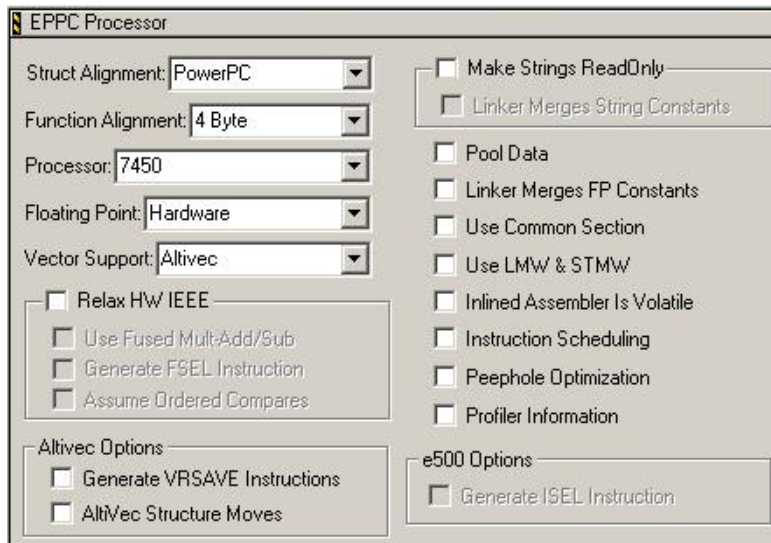 EPPC Processor
Struct Alignment: PowerPC
Function Alignment: 4 Byte
Processor: 7450
Floating Point: Hardware
Vector Support: Altivec
Relax HW IEEE
Use Fused Mult-Add/Sub
Generate FSEL Instruction
Assume Ordered Compares
Altivec Options
Generate VRSAVE Instructions
AltiVec Structure Moves
Make Strings ReadOnly
Linker Merges String Constants
Pool Data
Linker Merges FP Constants
Use Common Section
Use LMW & STMW
Inlined Assembler Is Volatile
Instruction Scheduling
Peephole Optimization
Profiler Information
e500 Options
Generate ISEL Instruction